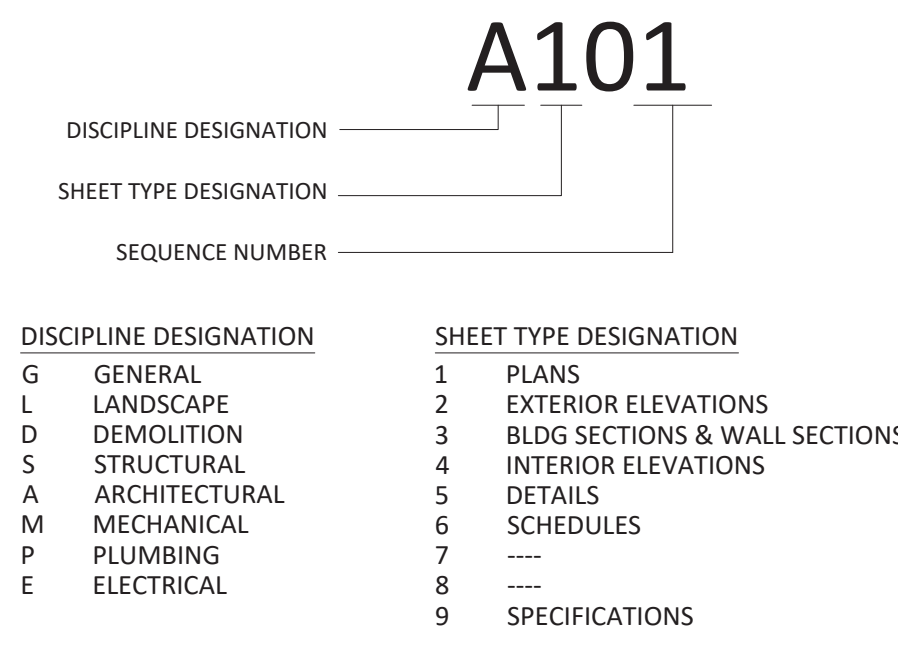 A101
DISCIPLINE DESIGNATION
SHEET TYPE DESIGNATION
SEQUENCE NUMBER
DISCIPLINE DESIGNATION
G GENERAL
L LANDSCAPE
D DEMOLITION
S STRUCTURAL
A ARCHITECTURAL
M MECHANICAL
P PLUMBING
E ELECTRICAL
SHEET TYPE DESIGNATION
1 PLANS
2 EXTERIOR ELEVATIONS
3 BLDG SECTIONS & WALL SECTIONS
4 INTERIOR ELEVATIONS
5 DETAILS
6 SCHEDULES
7 ----
8 ----
9 SPECIFICATIONS